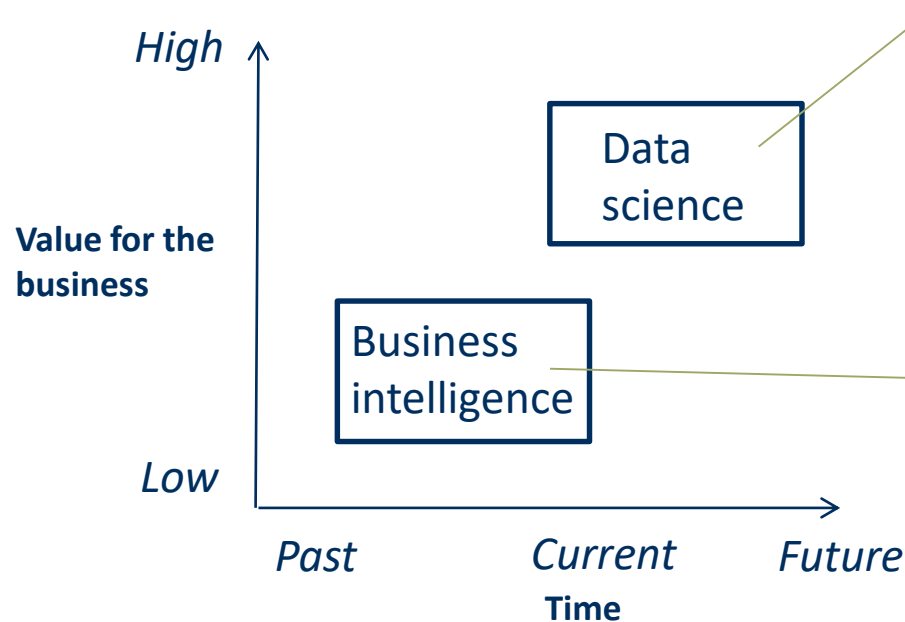 High
Data
science
Value for the
business
Business
intelligence
Low
Past
Current
Future
Time